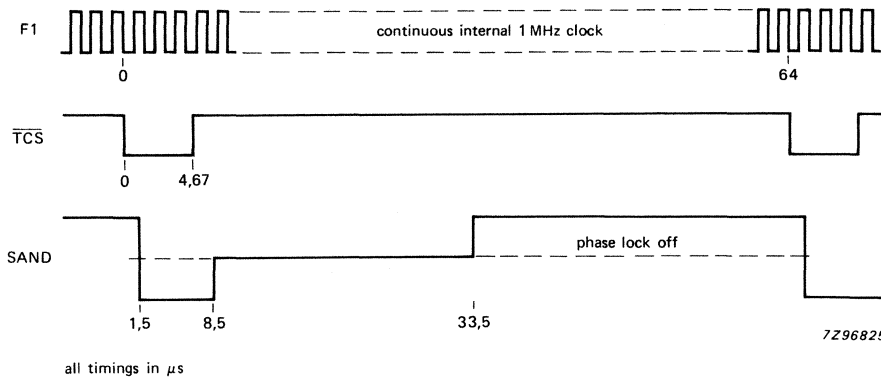 F1
continuous internal 1 MHz clock
0
64
TCS
0
4,67
SAND
phase lock off
1,5
8,5
33,5
7Z96825
all timings in μs